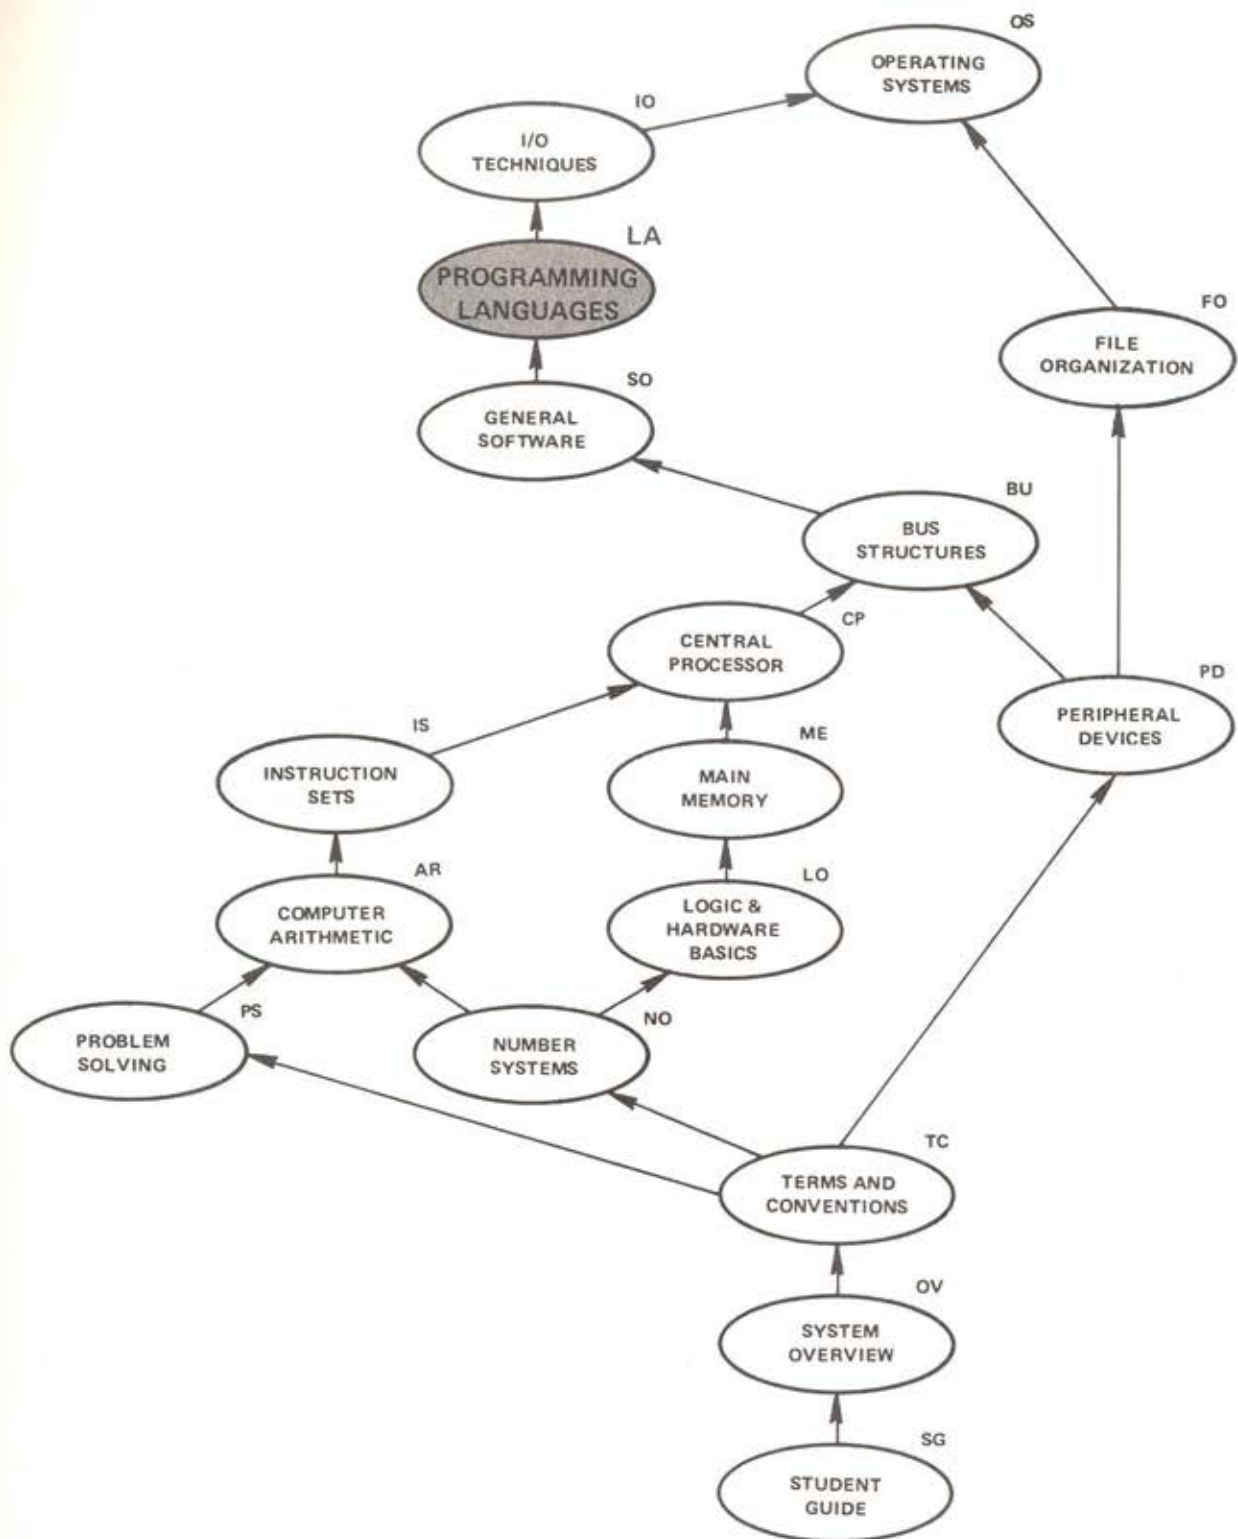 OS
OPERATING
SYSTEMS
IO
I/O
TECHNIQUES
LA
PROGRAMMING
LANGUAGES
FO
FILE
ORGANIZATION
SO
GENERAL
SOFTWARE
BU
BUS
STRUCTURES
CP
CENTRAL
PROCESSOR
PD
PERIPHERAL
DEVICES
IS
INSTRUCTION
SETS
ME
MAIN
MEMORY
AR
COMPUTER
ARITHMETIC
LO
LOGIC &
HARDWARE
BASICS
PS
PROBLEM
SOLVING
NO
NUMBER
SYSTEMS
TC
TERMS AND
CONVENTIONS
OV
SYSTEM
OVERVIEW
SG
STUDENT
GUIDE